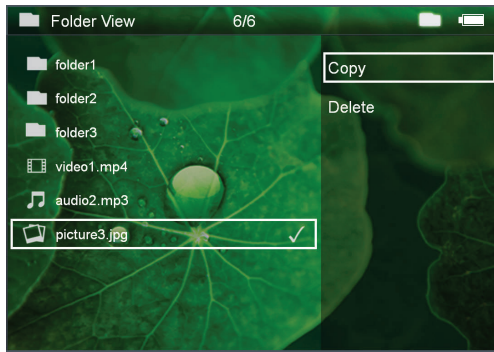 Folder View 6/6
folder1
folder2
folder3
video1.mp4
audio2.mp3
picture3.jpg
Copy
Delete